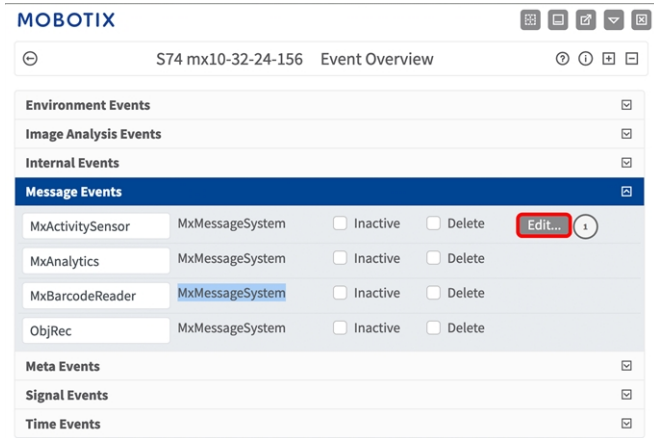 MOBOTIX
S74 mx10-32-24-156 Event Overview
Environment Events
Image Analysis Events
Internal Events
Message Events
MxActivitySensor MxMessageSystem Inactive Delete Edit... 1
MxAnalytics MxMessageSystem Inactive Delete
MxBarcodeReader MxMessageSystem Inactive Delete
ObjRec MxMessageSystem Inactive Delete
Meta Events
Signal Events
Time Events